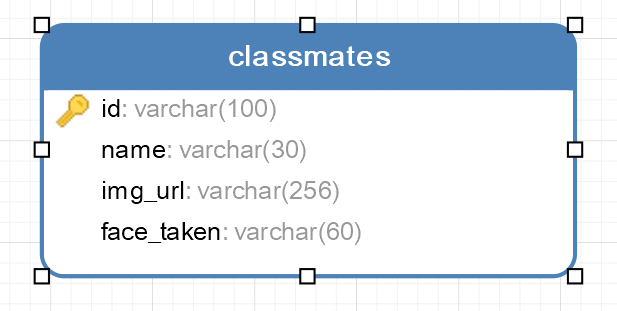 classmates
id: varchar(100)
name: varchar(30)
img_url: varchar(256)
face_taken: varchar(60)